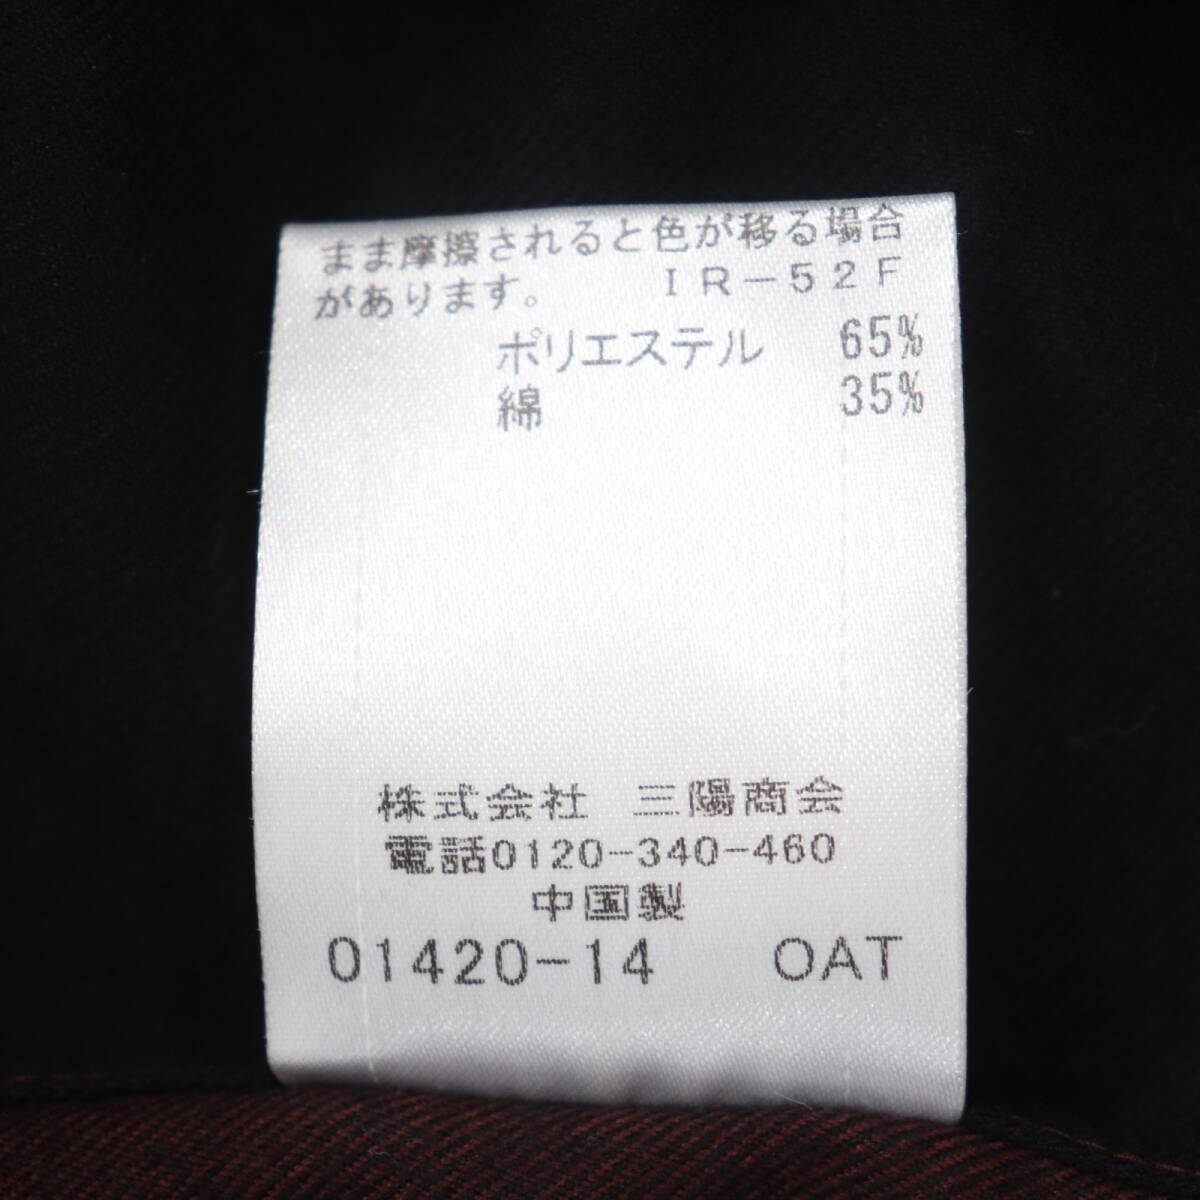 まま摩擦されると色が移る場合
があります。 IR-52F
ポリエステル 65%
綿 35%
株式会社 三陽商会
電話0120-340-460
中国製
01420-14 OAT